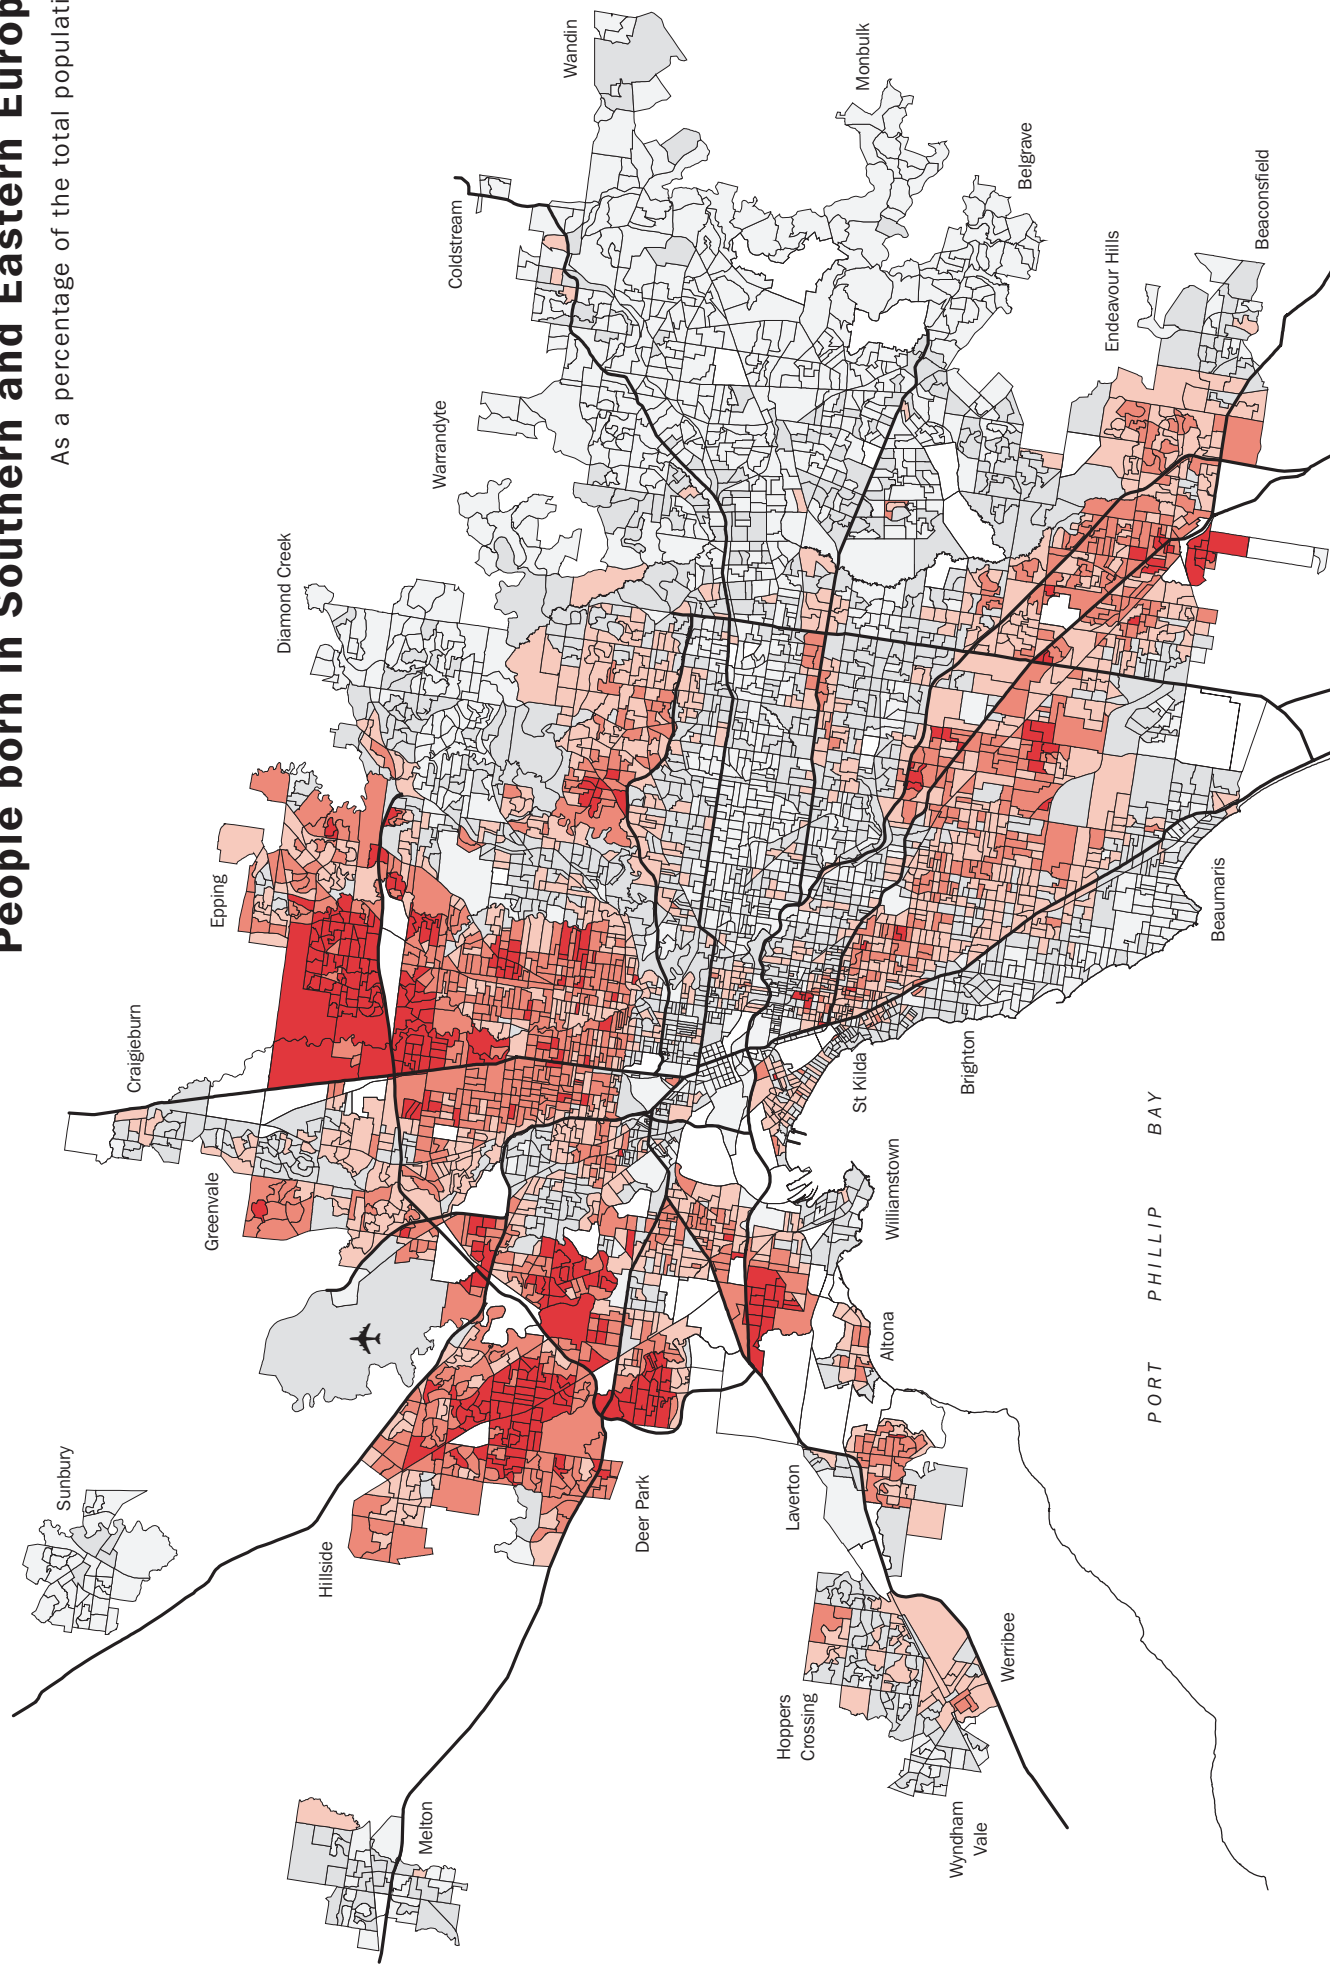 People born in Southern and Eastern Europ
As a percentage of the total populati
Sunbury
Craigieburn
Greenvale
Epping
Diamond Creek
Hillside
Melton
Warrandyte
Coldstream
Wandin
Deer Park
Hoppers
Crossing
Laverton
St Kilda
Monbulk
Altona
Williamstown
Wyndham
Vale
Werribee
Brighton
Belgrave
Endeavour Hills
PORT PHILLIP BAY
Beaumaris
Beaconsfield